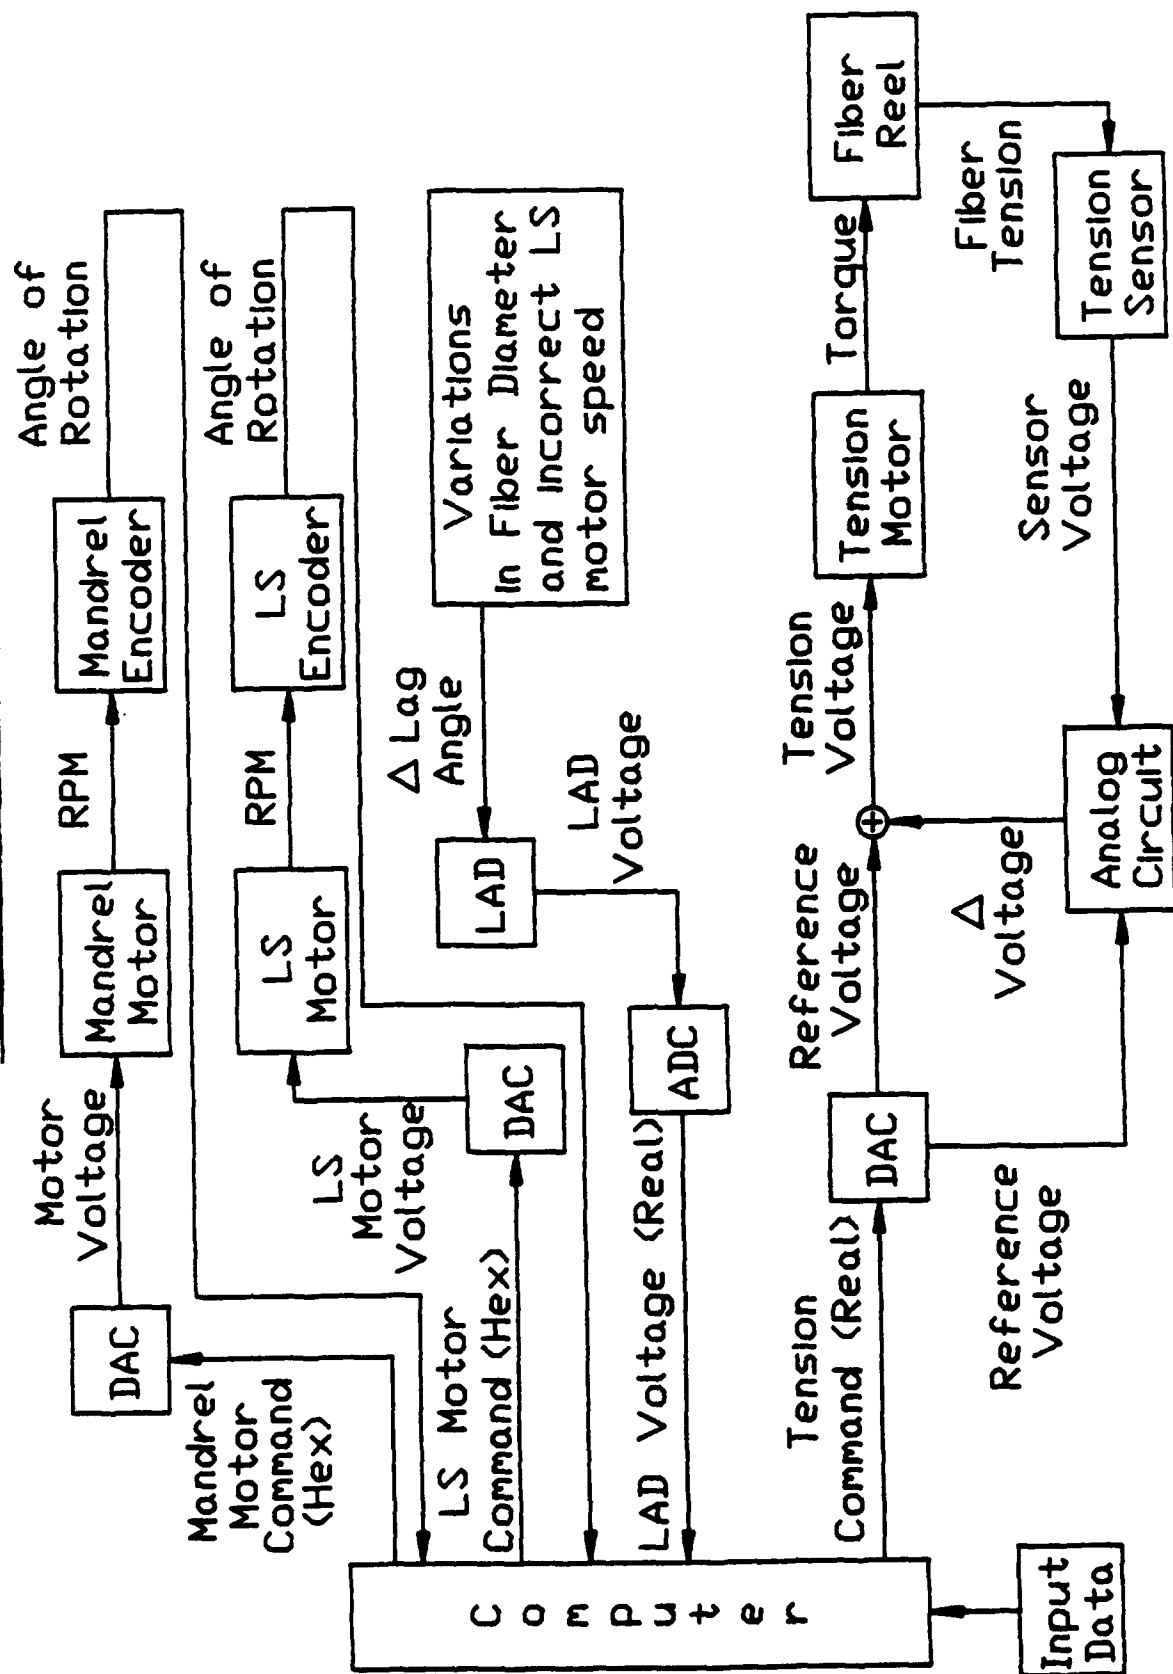 Angle of
Rotation
Mandrel
Encoder
RPM
Mandrel
Motor
Motor
Voltage
DAC
Mandrel
Motor
Command
(Hex)
Angle of
Rotation
LS
Encoder
RPM
LS
Motor
LS
Motor
Voltage
DAC
LS Motor
Command (Hex)
Variations
In Fiber Diameter
and incorrect LS
motor speed
Δ Lag
Angle
LAD
LAD
Voltage
ADC
LAD Voltage (Real)
Computer
Input
Data
Tension
Command (Real)
DAC
Reference
Voltage
Reference
Voltage
Tension
Voltage
Tension
Motor
Torque
Fiber
Reel
Fiber
Tension
Tension
Sensor
Sensor
Voltage
Analog
Circuit
Δ
Voltage
+